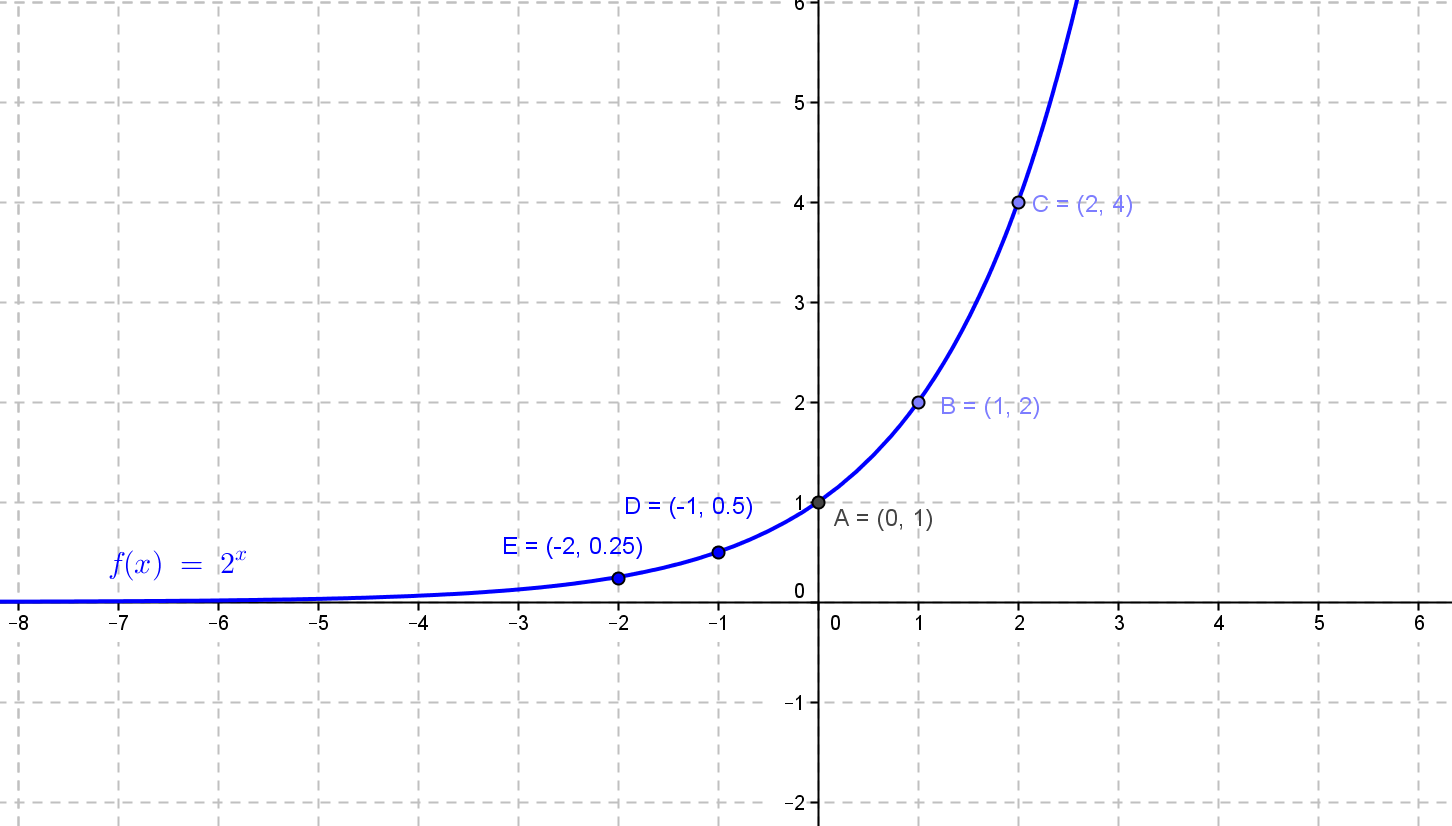 6
5
4
C = (2, 4)
3
2
B = (1, 2)
1
D = (-1, 0.5)
A = (0, 1)
E = (-2, 0.25)
f(x) = 2^x
0
−8 −7 −6 −5 −4 −3 −2 −1 0 1 2 3 4 5 6
−1
−2